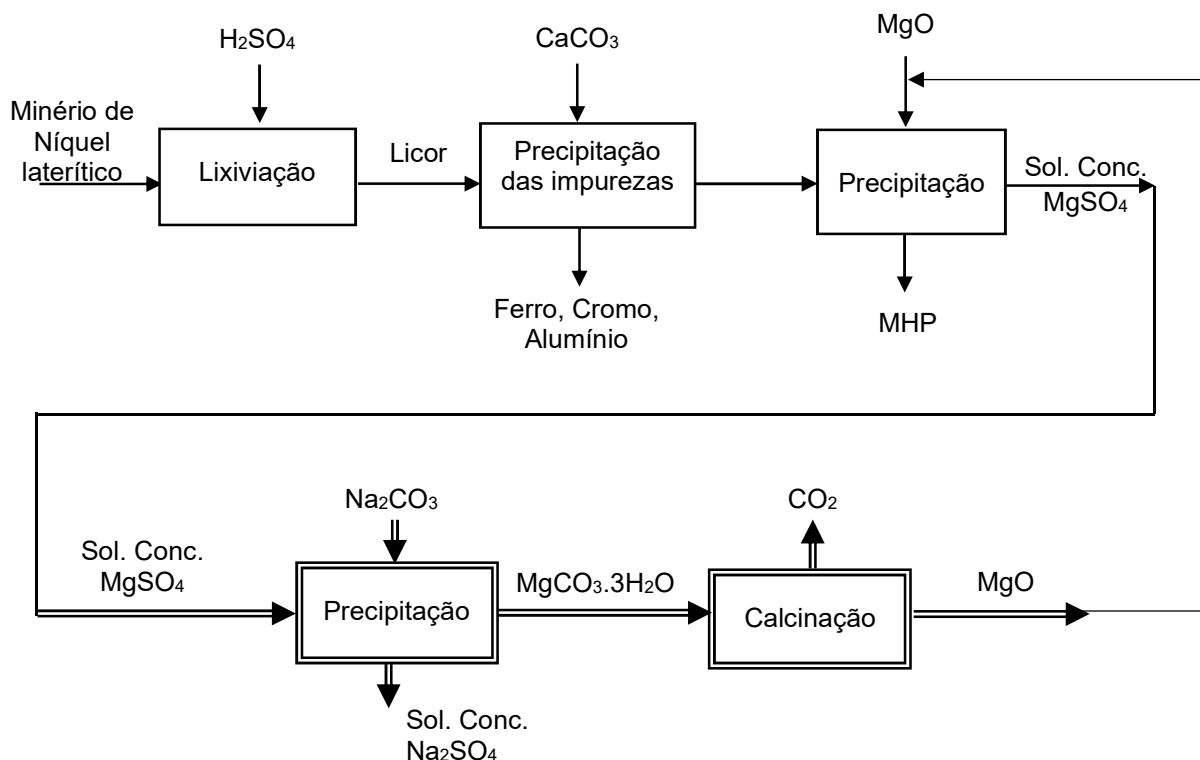 H₂SO₄
CaCO₃
MgO
Minério de
Níquel
laterítico
Lixiviação
Licor
Precipitação
das impurezas
Precipitação
Sol. Conc.
MgSO₄
Ferro, Cromo,
Alumínio
MHP
Na₂CO₃
CO₂
Sol. Conc.
MgSO₄
Precipitação
MgCO₃.3H₂O
Calcinação
MgO
Sol. Conc.
Na₂SO₄